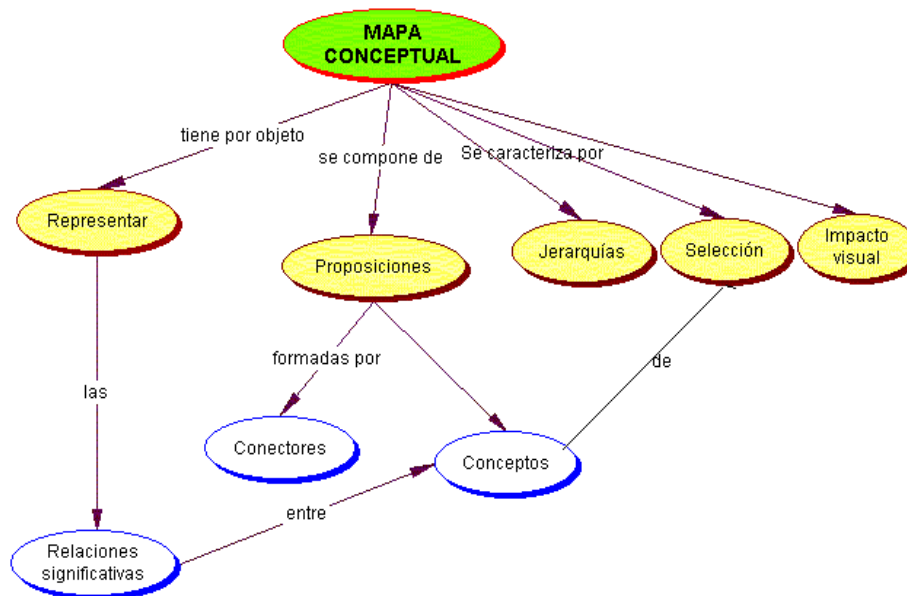 MAPA
CONCEPTUAL
tiene por objeto
se compone de
Se caracteriza por
Representar
Proposiciones
Jerarquías
Selección
Impacto
visual
formadas por
de
las
Conectores
Conceptos
entre
Relaciones
significativas